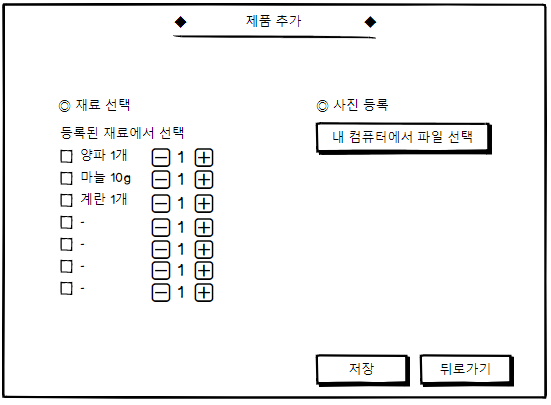 ◆ 제품 추가 ◆
◎ 재료 선택
등록된 재료에서 선택
양파 1개 - 1 +
마늘 10g - 1 +
계란 1개 - 1 +
- - 1 +
- - 1 +
- - 1 +
- - 1 +
◎ 사진 등록
내 컴퓨터에서 파일 선택
저장
뒤로가기